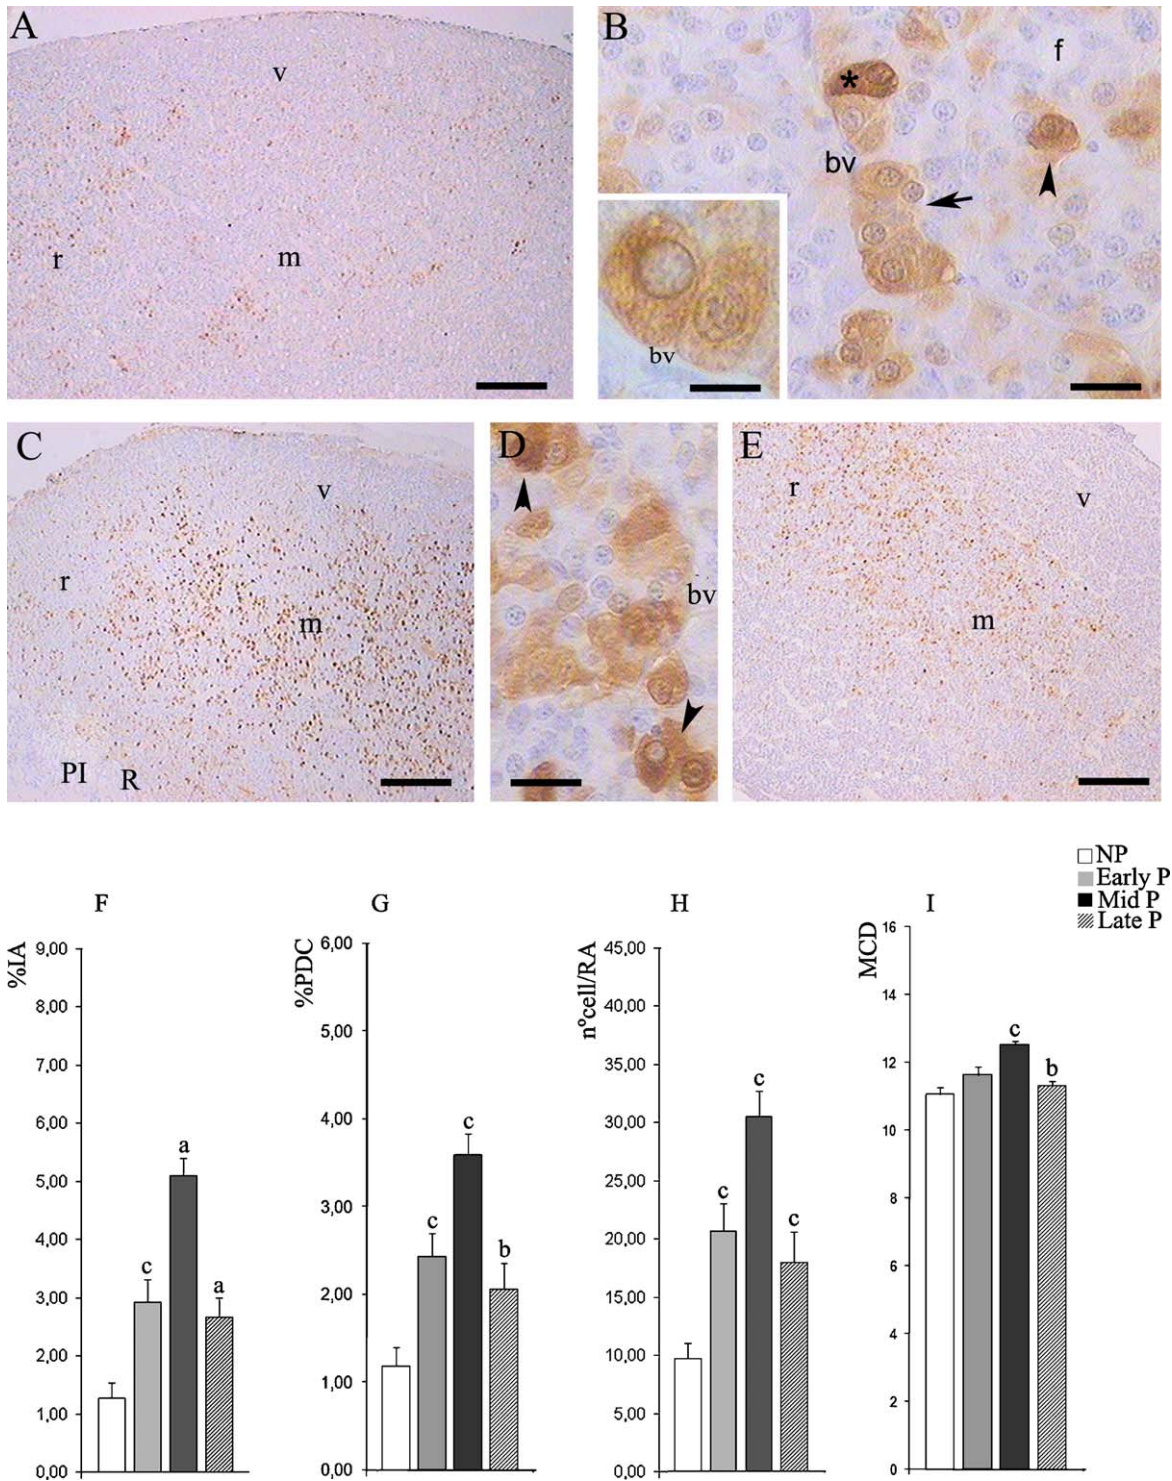 A
v
r
m
B
f
*
bv
bv
C
v
r
m
PI
R
D
bv
E
r
v
m
NP
Early P
Mid P
Late P
F
%IA
9,00
8,00
7,00
6,00
5,00
4,00
3,00
2,00
1,00
0,00
c
a
a
G
%PDC
6,00
5,00
4,00
3,00
2,00
1,00
0,00
c
c
b
H
nºcell/RA
45,00
40,00
35,00
30,00
25,00
20,00
15,00
10,00
5,00
0,00
c
c
c
I
MCD
16
14
12
10
8
6
4
2
0
c
b